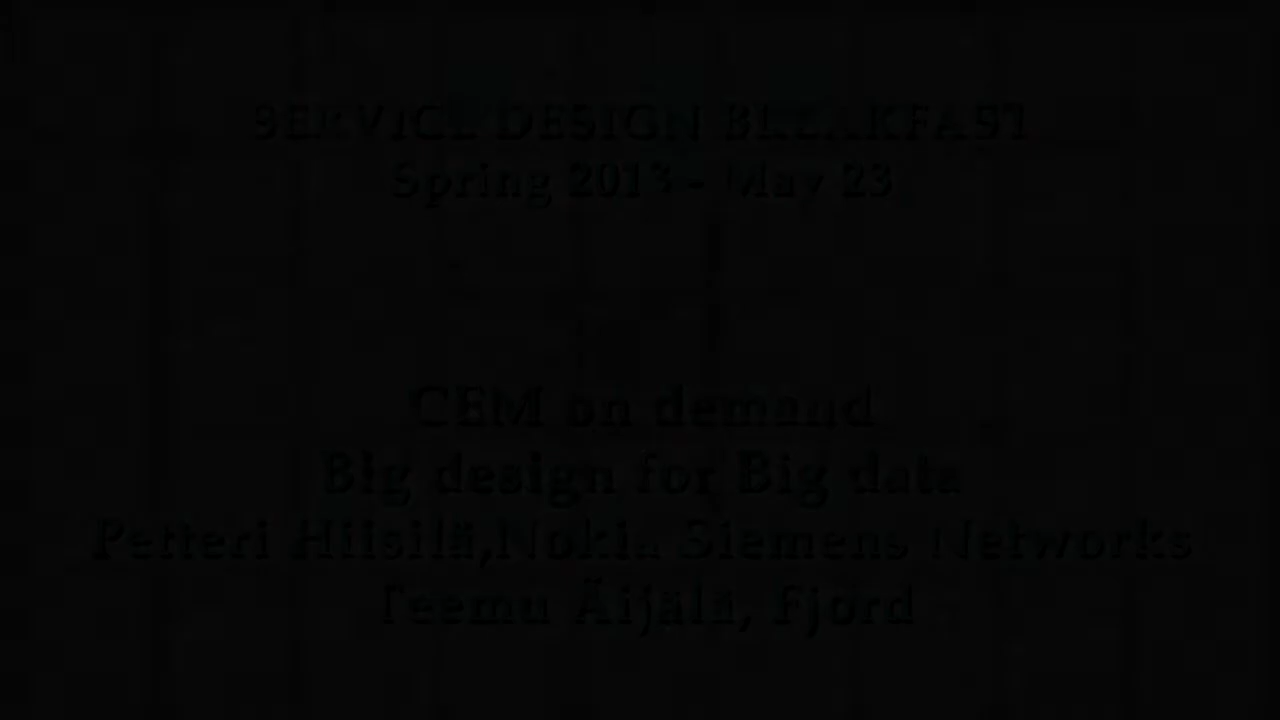 SERVICE DESIGN BREAKFAST
Spring 2013 - May 23
CEM on demand
Big design for Big data
Petteri Hiisilä,Nokia Siemens Networks
Teemu Äijälä, Fjord